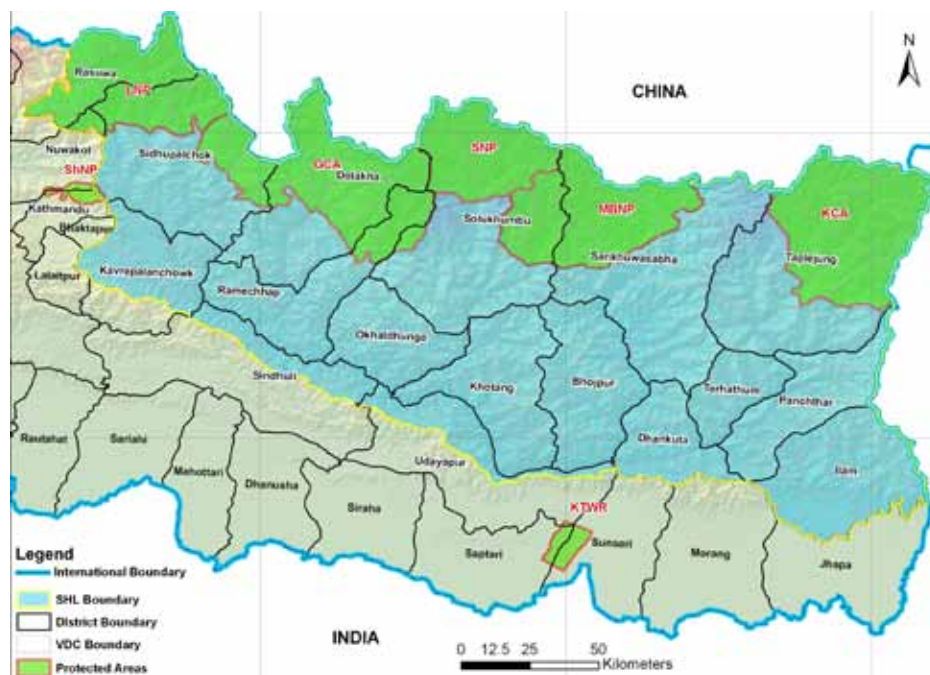 N
CHINA
Rasuwa
LNP
SNP
Nuwakot
Sidhupalchok
GCA
Dolakha
ShNP
MBNP
KCA
Kathmandu
Solukhumbu
Bhaktapur
Sankhuwasabha
Taplejung
Lalaitpur
Kavrepalanchowk
Ramechhap
Okhaldhunga
Sindhuli
Khotang
Bhojpur
Terhathum
Panchthar
Rautahat
Sarlahi
Dhankuta
Mahottari
Udayapur
Ilam
Dhanusha
Siraha
KTWR
Saptari
Sunsari
Morang
Jhapa
Legend
International Boundary
SHL Boundary
District Boundary
VDC Boundary
Protected Areas
INDIA
0 12.5 25 50
Kilometers